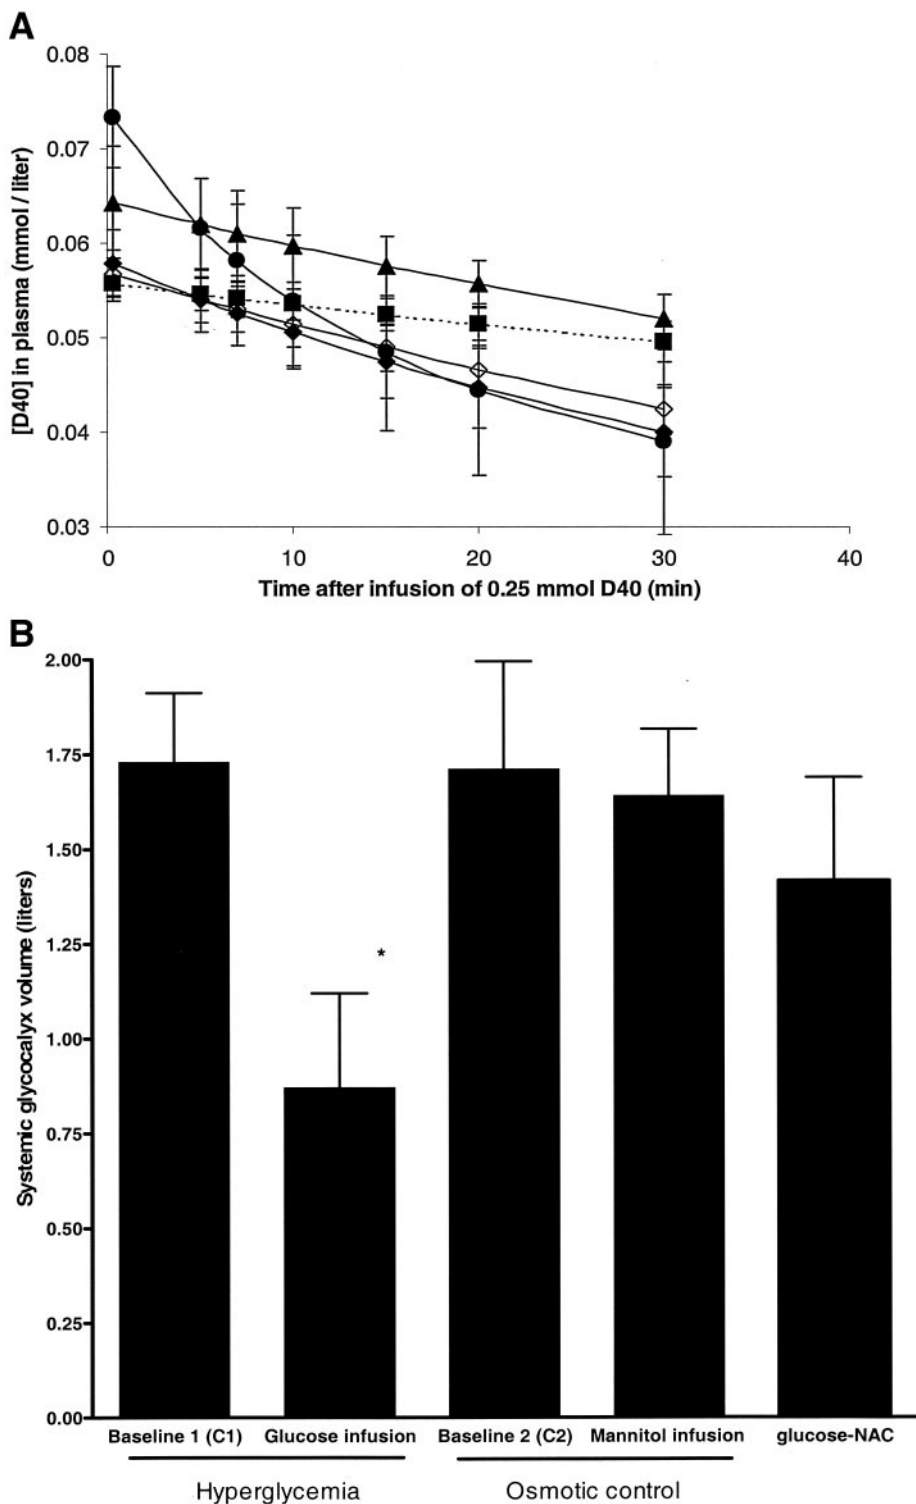 A
0.08
0.07
0.06
0.05
0.04
0.03
[D40] in plasma (mmol / liter)
0 10 20 30 40
Time after infusion of 0.25 mmol D40 (min)
B
2.00
1.75
1.50
1.25
1.00
0.75
0.50
0.25
0.00
Systemic glycocalyx volume (liters)
*
Baseline 1 (C1) Glucose infusion Baseline 2 (C2) Mannitol infusion glucose-NAC
Hyperglycemia Osmotic control